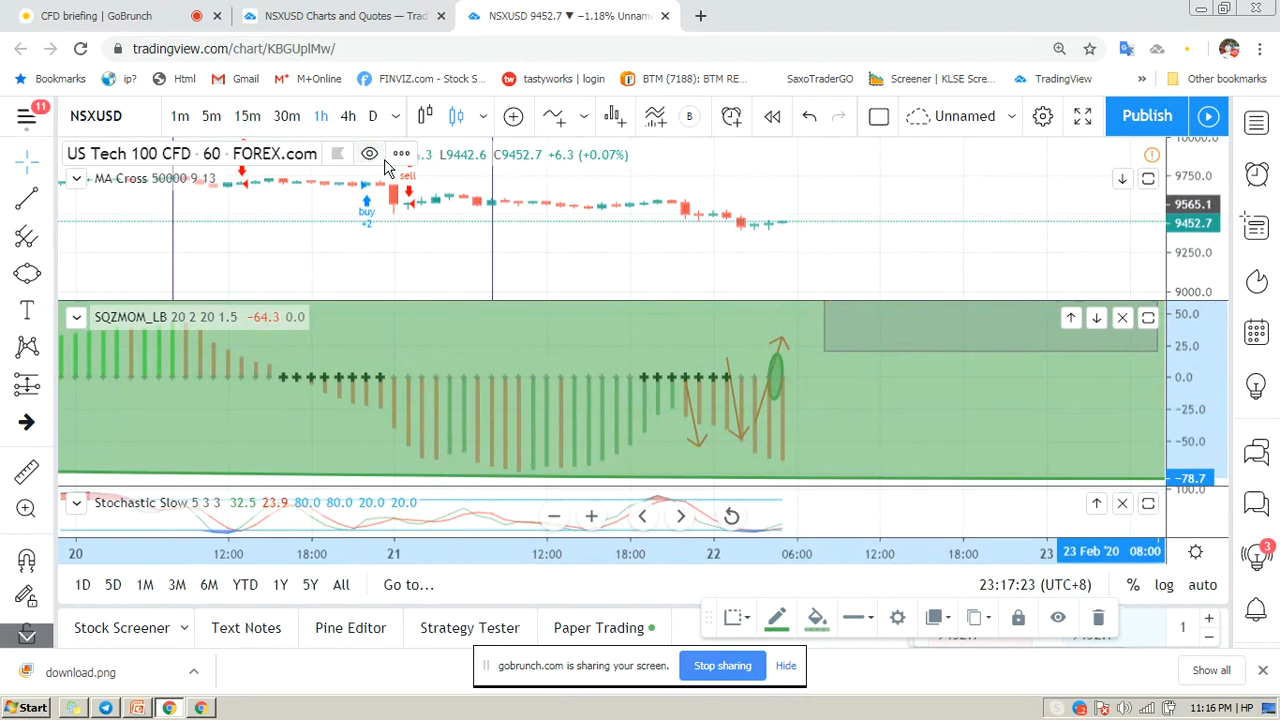 CFD briefing | GoBrunch
NSXUSD Charts and Quotes — Tradi
NSXUSD 9452.7 ▼ −1.18% Unname
tradingview.com/chart/KBGUplMw/
Bookmarks
ip?
Html
Gmail
M+Online
FINVIZ.com - Stock S...
tastyworks | login
BTM (7188): BTM RE...
SaxoTraderGO
Screener | KLSE Scre...
TradingView
»
Other bookmarks
11
NSXUSD
1m
5m
15m
30m
1h
4h
D
B
Unnamed
Publish
US Tech 100 CFD · 60 · FOREX.com
L9442.6 C9452.7 +6.3 (+0.07%)
MA Cross 50000 9 13
sell
buy
+2
10000.0
9750.0
9565.1
9452.7
9250.0
9000.0
SQZMOM_LB 20 2 20 1.5 −64.3 0.0
50.0
25.0
0.0
−25.0
−50.0
−78.7
Stochastic Slow 5 3 3 32.5 23.9 80.0 80.0 20.0 20.0
100.0
20 12:00 18:00 21 12:00 18:00 22 06:00 12:00 18:00 23 23 Feb '20 08:00
1D 5D 1M 3M 6M YTD 1Y 5Y All Go to...
23:17:23 (UTC+8) % log auto
Stock Screener
Text Notes
Pine Editor
Strategy Tester
Paper Trading
1
3
download.png
gobrunch.com is sharing your screen.
Stop sharing
Hide
Show all
Start
11:16 PM
HP